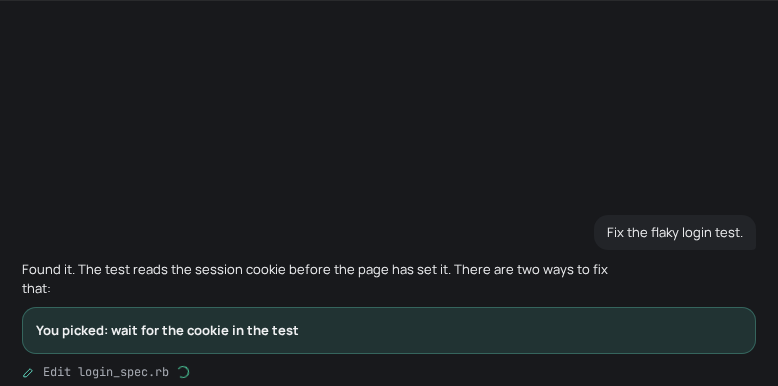 Fix the flaky login test.
Found it. The test reads the session cookie before the page has set it. There are two ways to fix
that:
You picked: wait for the cookie in the test
Edit login_spec.rb